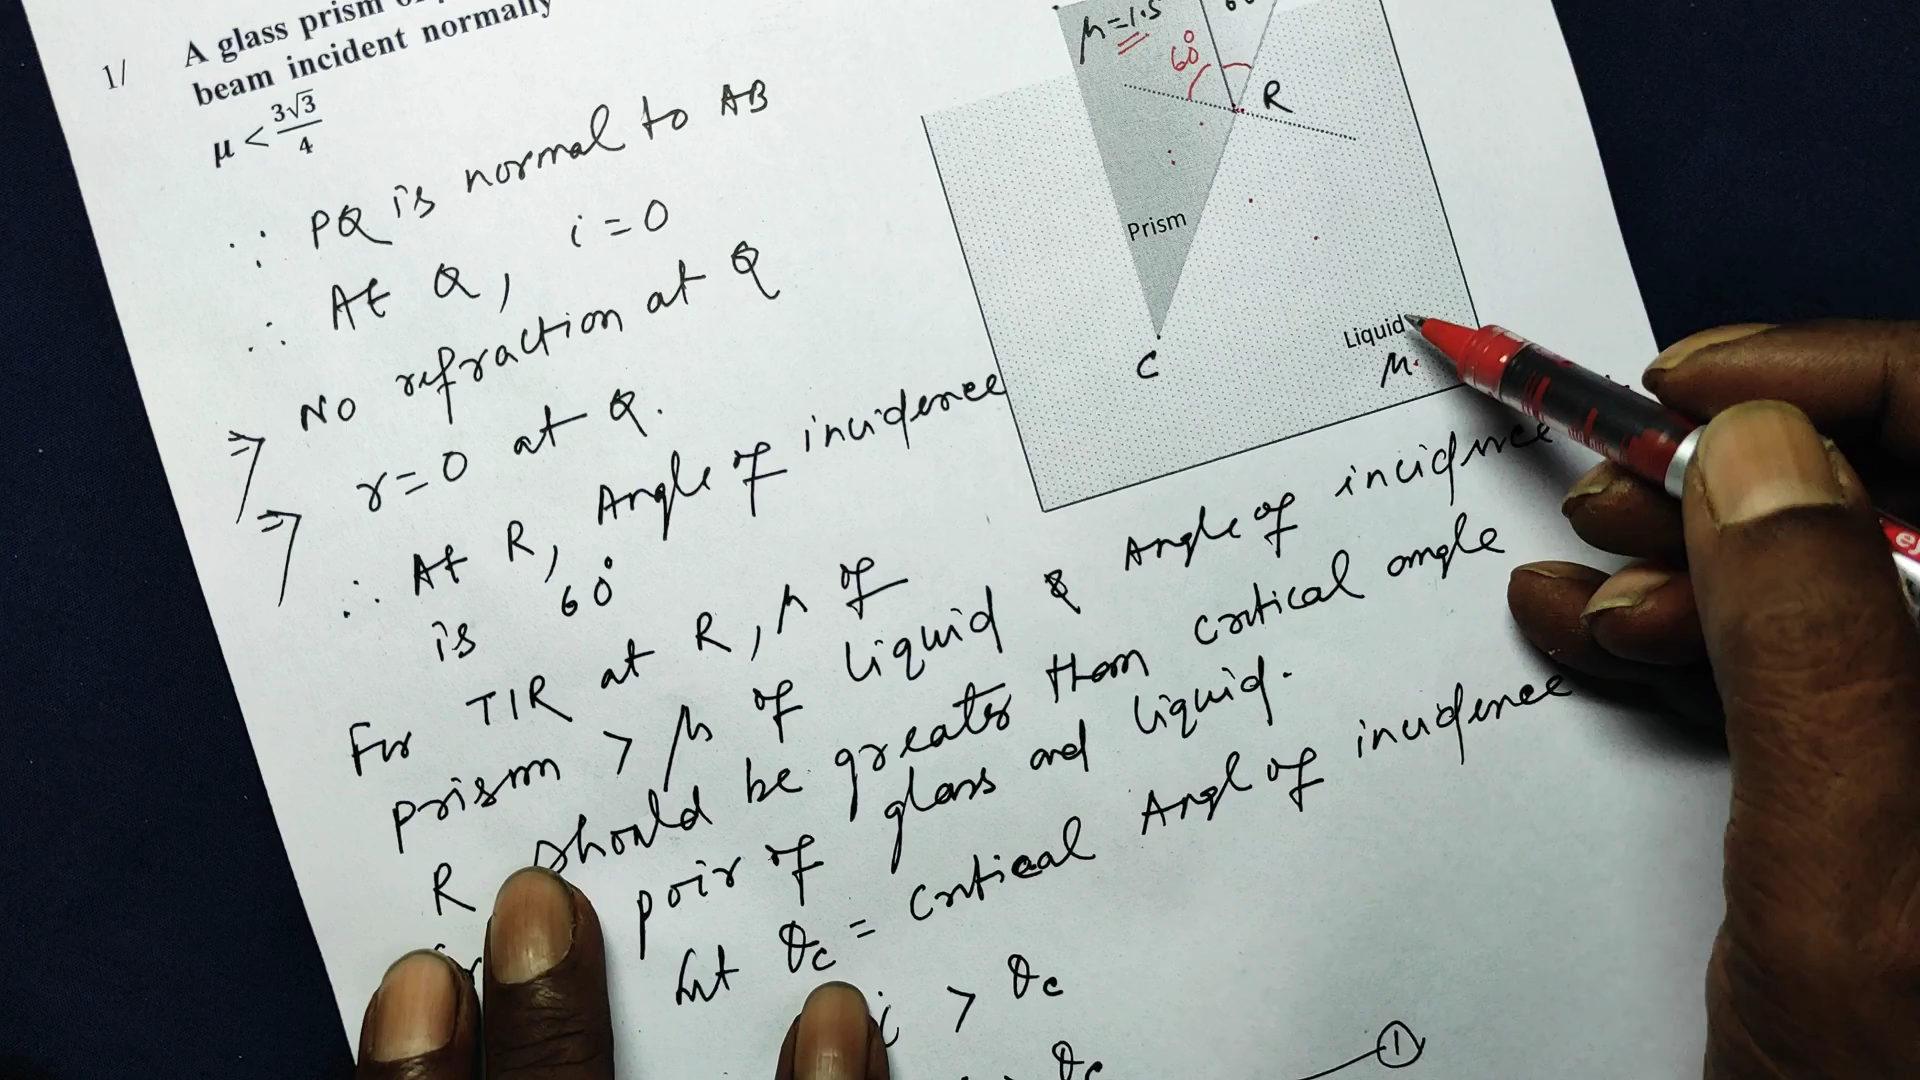 1/
A glass prism
beam incident normally
μ < 3√3/4
∵ PQ is normal to AB
∴ At Q, i = 0
⇒ No refraction at Q
⇒ r = 0 at Q.
∴ At R, Angle of incidence
is 60°
For TIR at R, μ of
prism > μ of liquid & Angle of incidence
R should be greater than critical angle
pair of glass and liquid.
Let θc = Critical Angl of incidence
i > θc
θc
1
μ = 1.5
60°
R
Prism
C
Liquid
μ